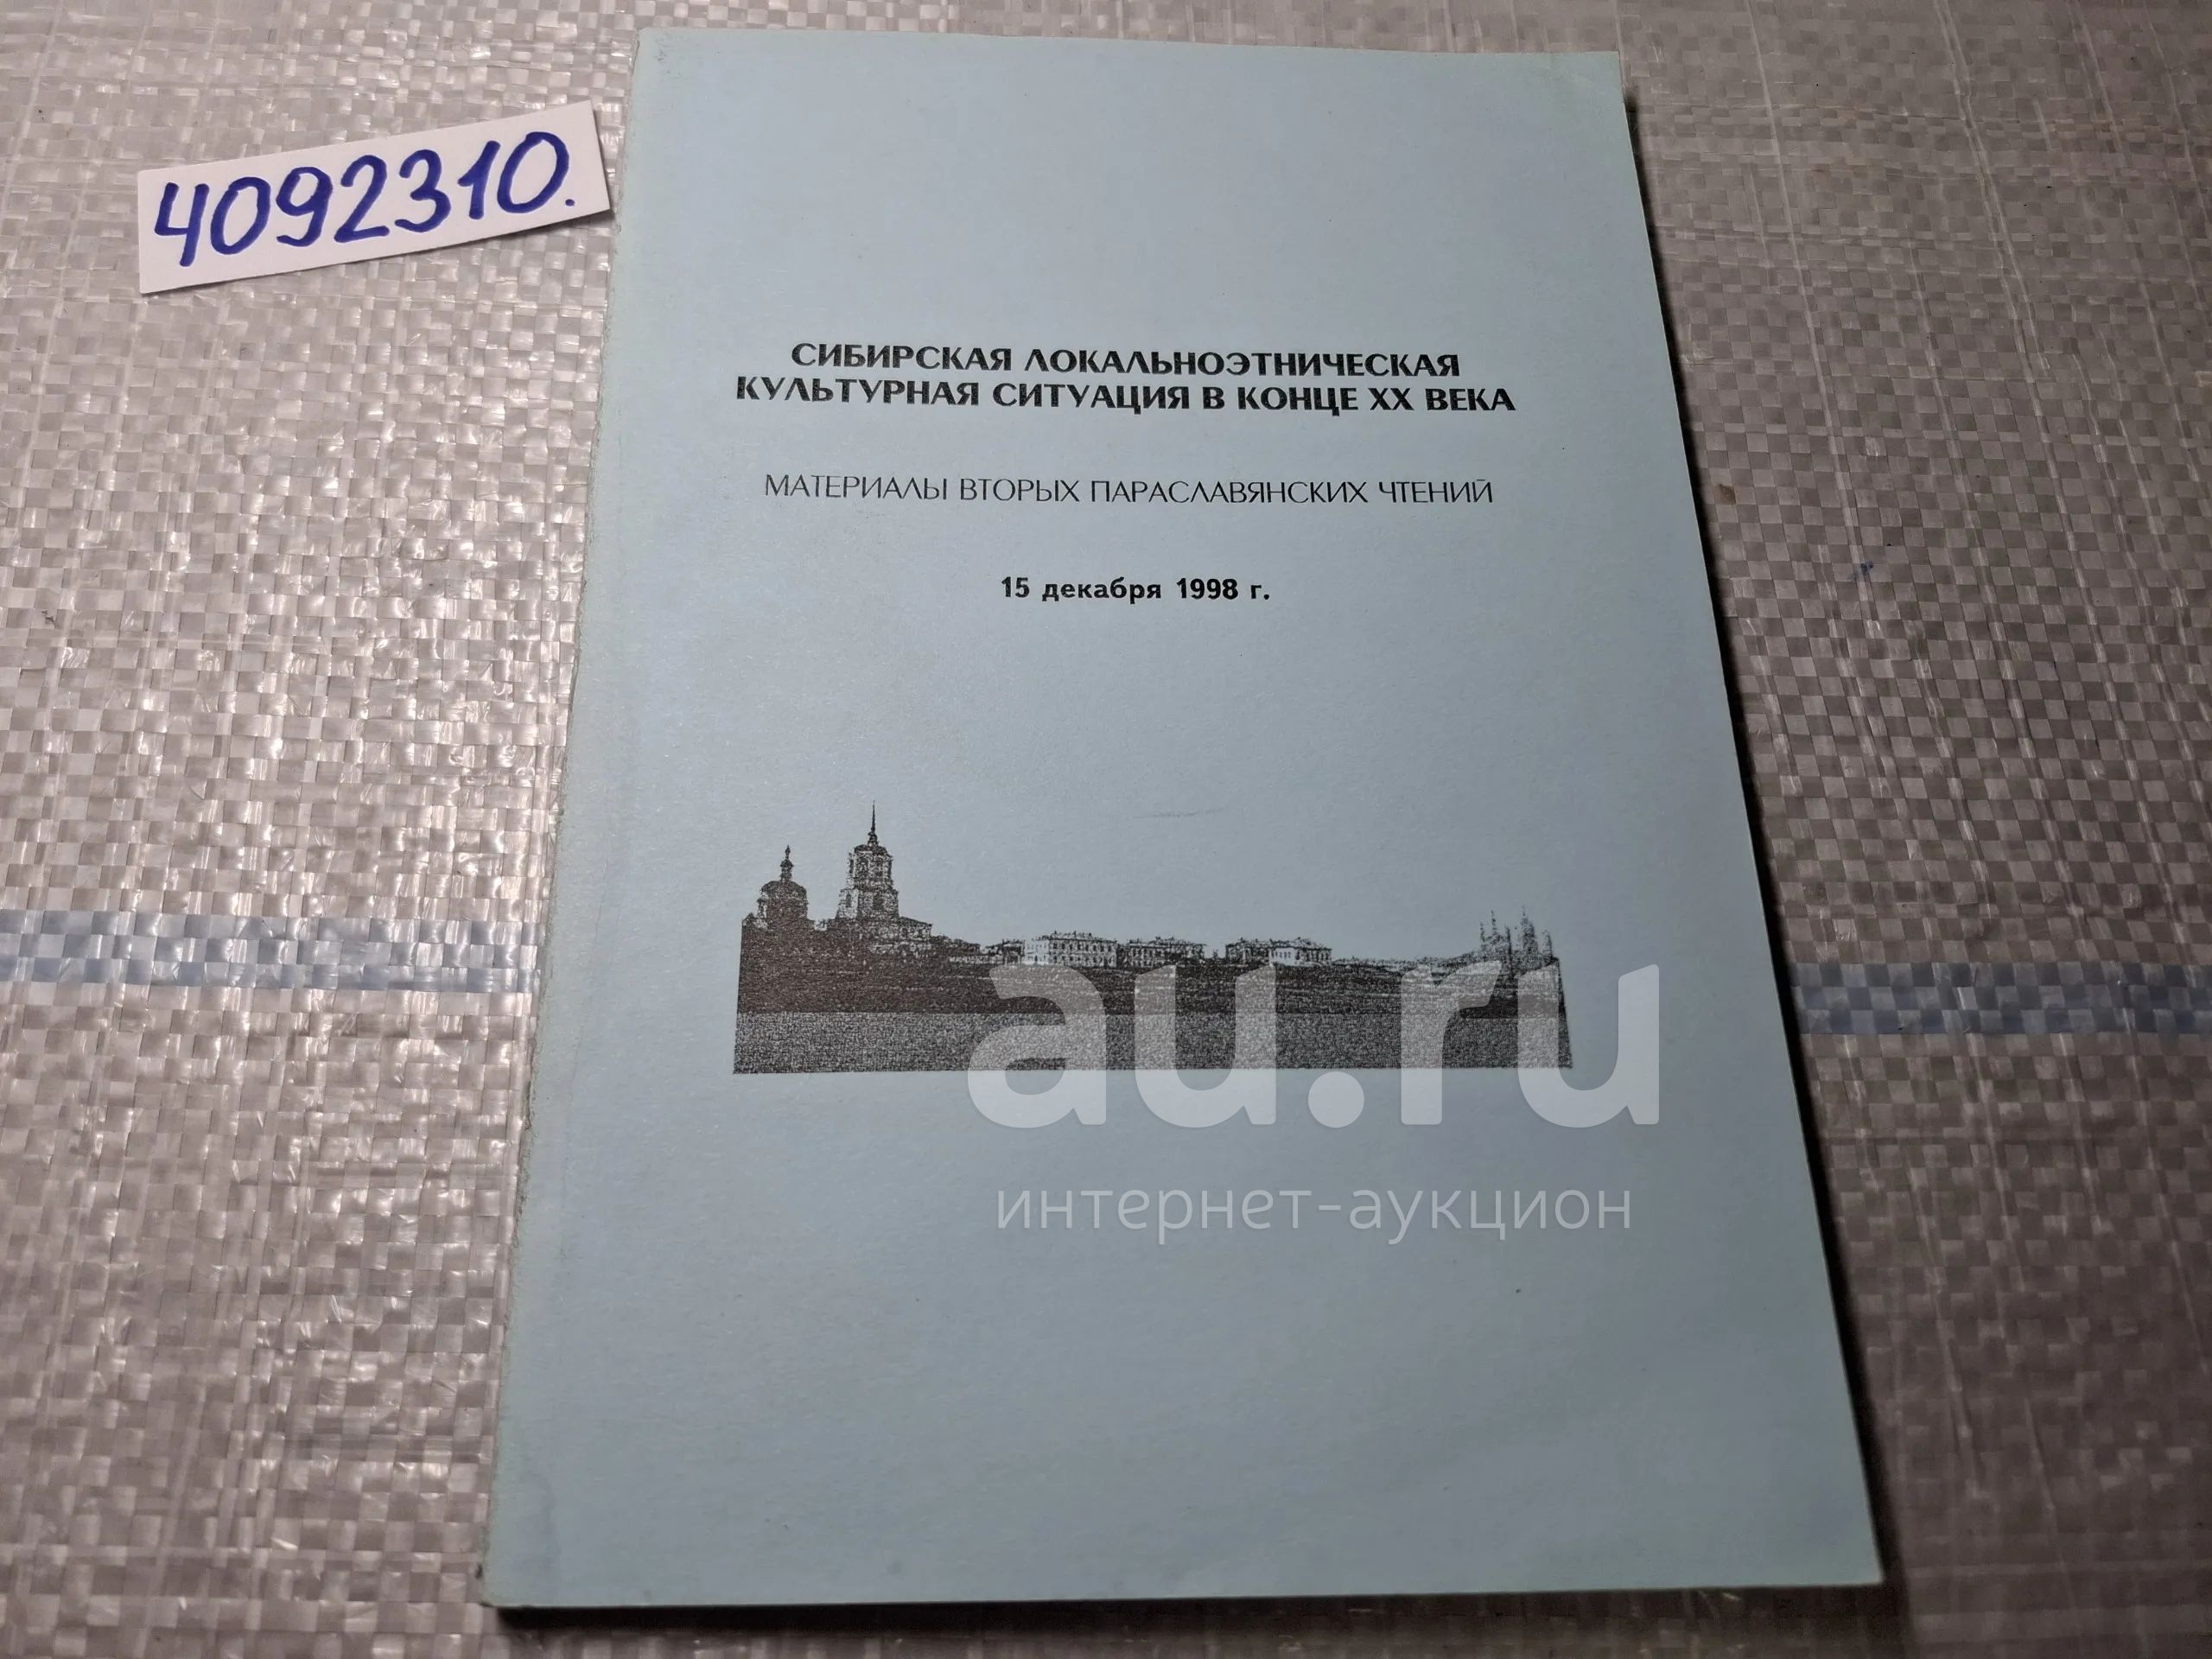 4092310.
СИБИРСКАЯ ЛОКАЛЬНОЭТНИЧЕСКАЯ
КУЛЬТУРНАЯ СИТУАЦИЯ В КОНЦЕ XX ВЕКА
МАТЕРИАЛЫ ВТОРЫХ ПАРАСЛАВЯНСКИХ ЧТЕНИЙ
15 декабря 1998 г.
au.ru
интернет-аукцион